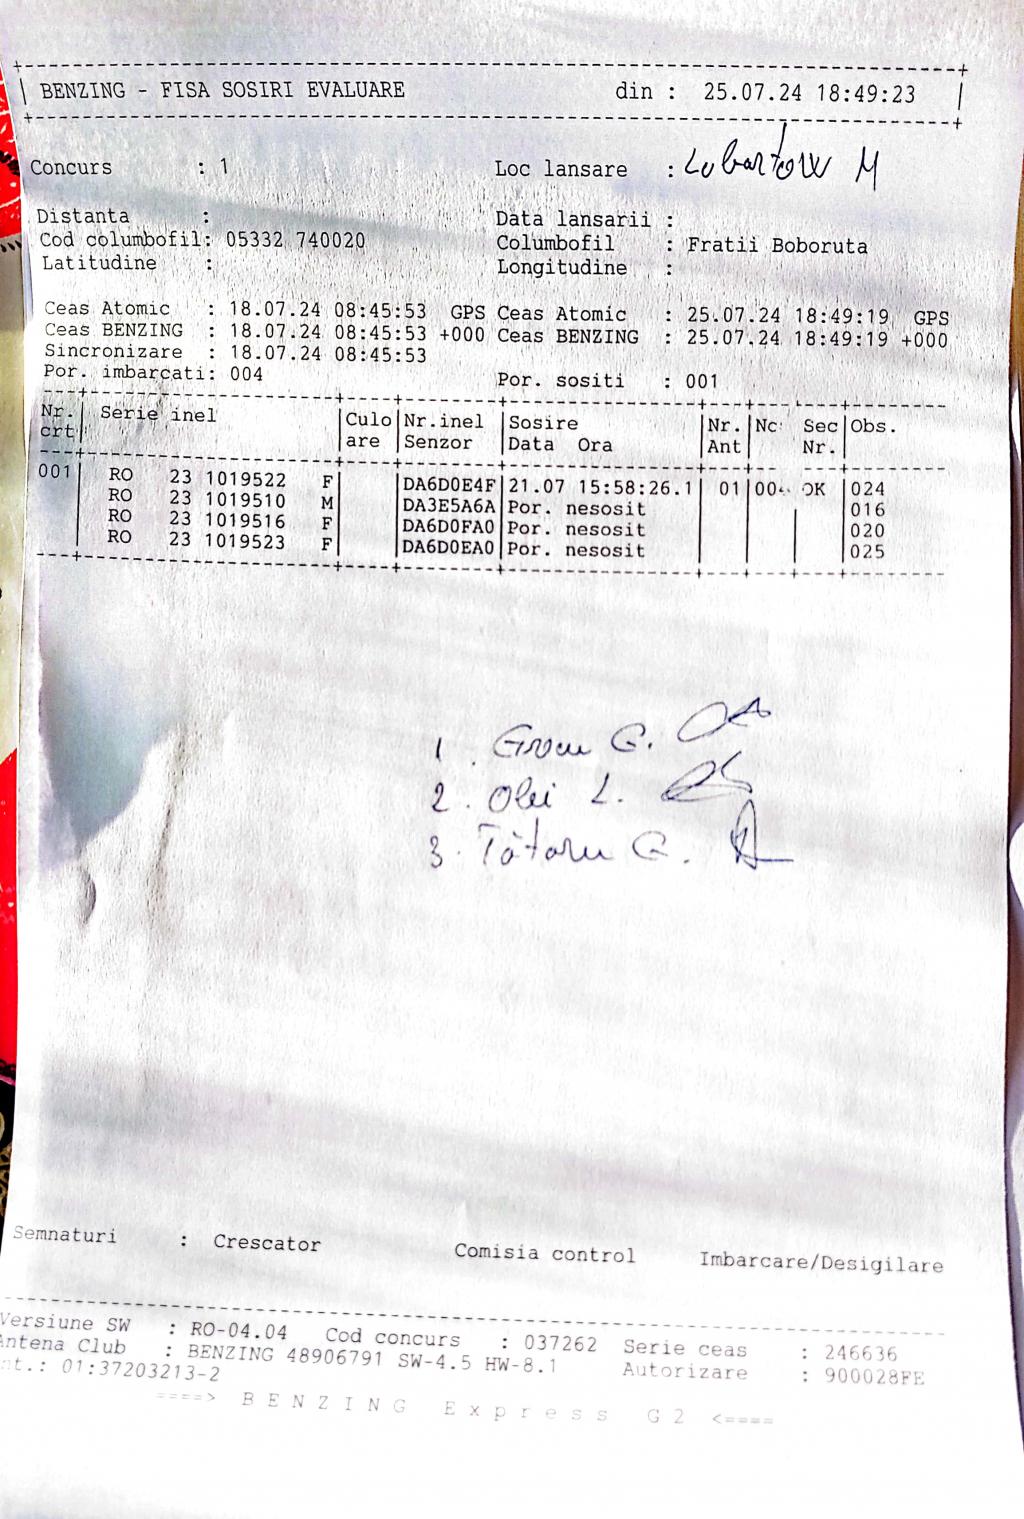 BENZING - FISA SOSIRI EVALUARE din : 25.07.24 18:49:23
Concurs : 1 Loc lansare : Lubartow M
Distanta : Data lansarii :
Cod columbofil: 05332 740020 Columbofil : Fratii Boboruta
Latitudine : Longitudine :
Ceas Atomic : 18.07.24 08:45:53 GPS Ceas Atomic : 25.07.24 18:49:19 GPS
Ceas BENZING : 18.07.24 08:45:53 +000 Ceas BENZING : 25.07.24 18:49:19 +000
Sincronizare : 18.07.24 08:45:53
Por. imbarcati: 004 Por. sositi : 001
Nr. Serie inel Culo Nr.inel Sosire Nr. Nc Sec Obs.
crt are Senzor Data Ora Ant Nr.
001 RO 23 1019522 F DA6D0E4F 21.07 15:58:26.1 01 004 OK 024
RO 23 1019510 M DA3E5A6A Por. nesosit 016
RO 23 1019516 F DA6D0FA0 Por. nesosit 020
RO 23 1019523 F DA6D0EA0 Por. nesosit 025
1. G.
2. Olei L.
3. Tătaru G.
Semnaturi : Crescator Comisia control Imbarcare/Desigilare
Versiune SW : RO-04.04 Cod concurs : 037262 Serie ceas : 246636
Antena Club : BENZING 48906791 SW-4.5 HW-8.1 Autorizare : 900028FE
nt.: 01:37203213-2
====> BENZING Express G2 <====